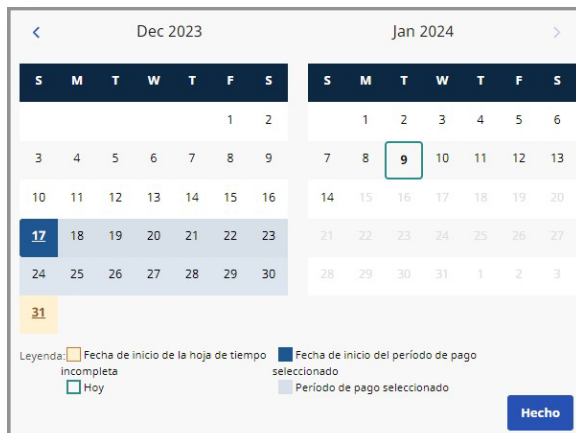 Dec 2023
Jan 2024
S M T W T F S
S M T W T F S
1 2
1 2 3 4 5 6
3 4 5 6 7 8 9
7 8 9 10 11 12 13
10 11 12 13 14 15 16
14 15 16 17 18 19 20
17 18 19 20 21 22 23
21 22 23 24 25 26 27
24 25 26 27 28 29 30
28 29 30 31 1 2 3
31
Leyenda: Fecha de inicio de la hoja de tiempo
incompleta
Fecha de inicio del período de pago
seleccionado
Hoy
Período de pago seleccionado
Hecho